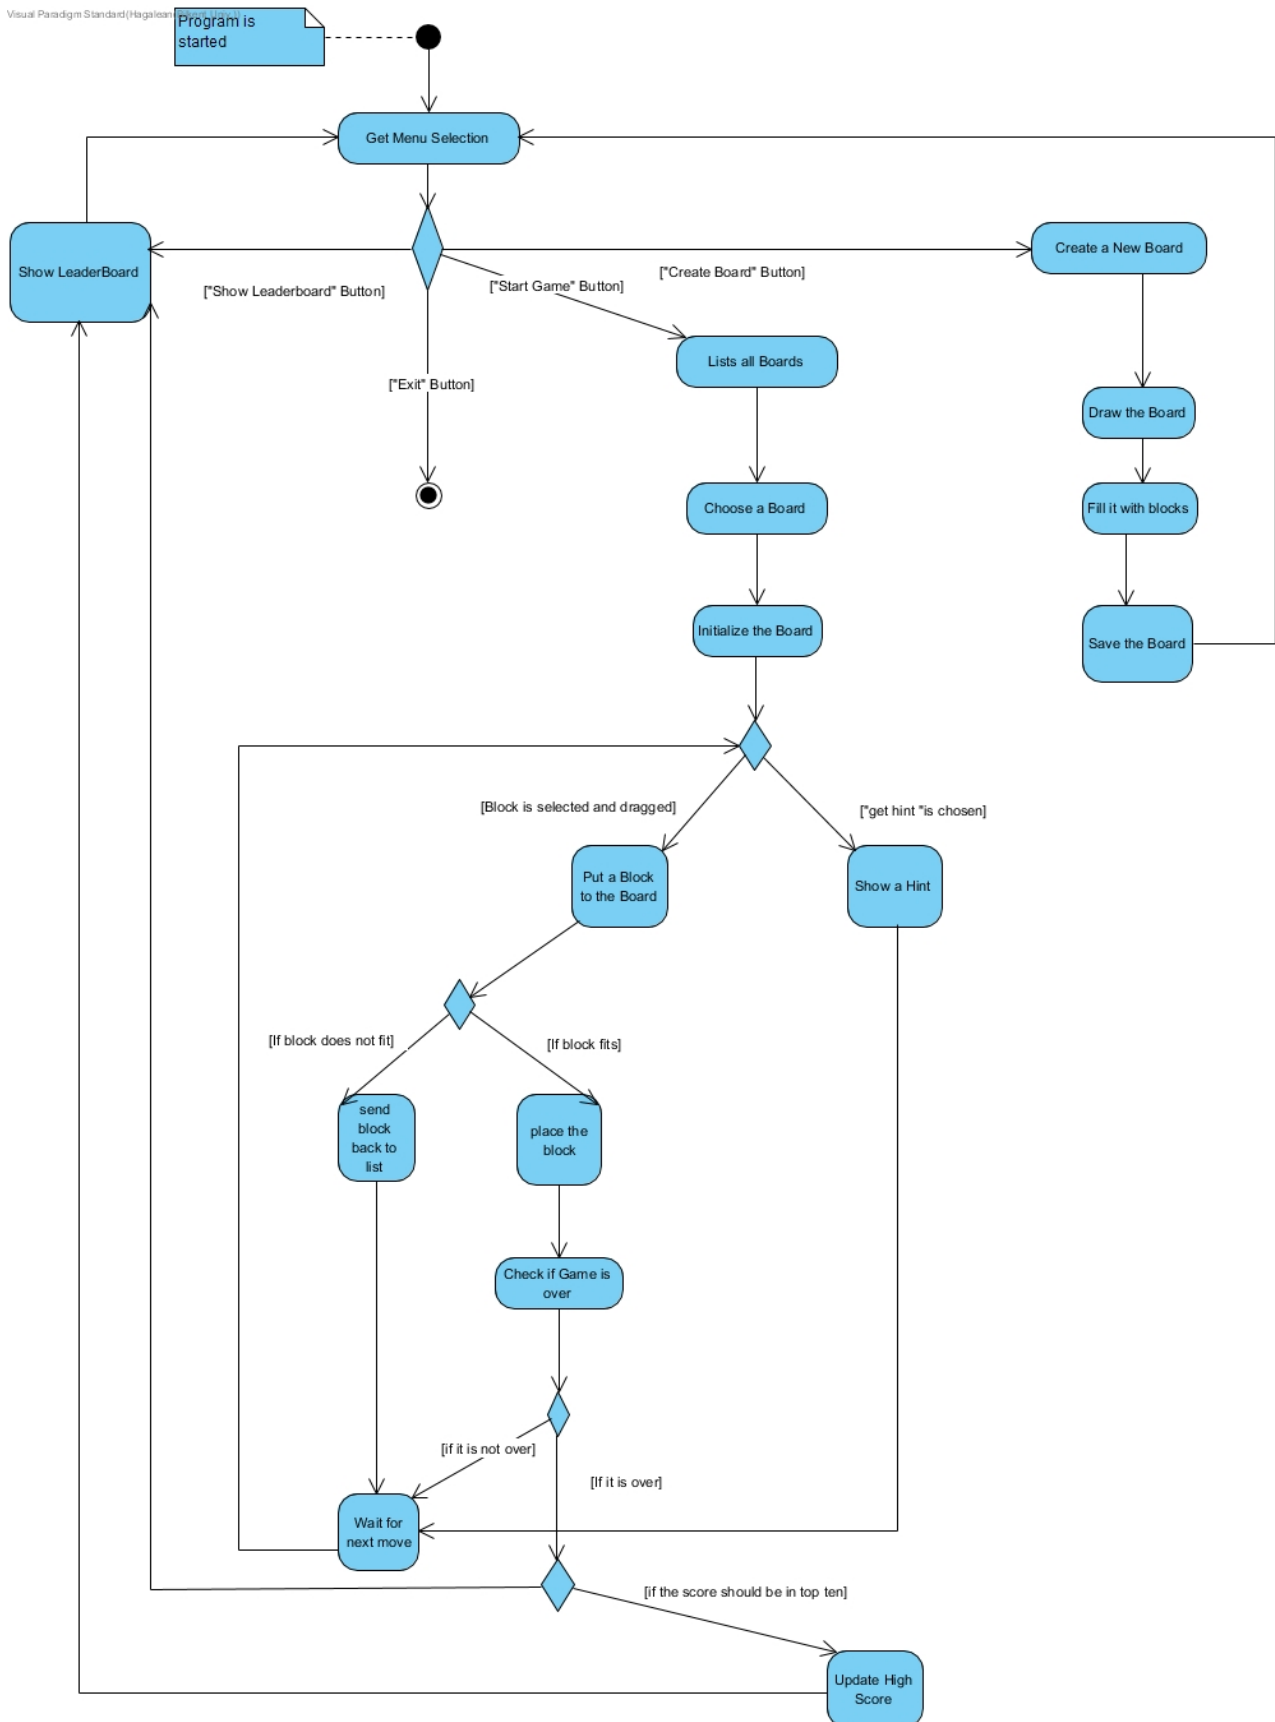 Visual Paradigm Standard(Hagalean
Program is
started
Get Menu Selection
Show LeaderBoard
Create a New Board
["Show Leaderboard" Button]
["Start Game" Button]
["Create Board" Button]
Lists all Boards
["Exit" Button]
Draw the Board
Choose a Board
Fill it with blocks
Initialize the Board
Save the Board
[Block is selected and dragged]
["get hint "is chosen]
Put a Block
to the Board
Show a Hint
[If block does not fit]
[If block fits]
send
block
back to
list
place the
block
Check if Game is
over
[if it is not over]
[If it is over]
Wait for
next move
[if the score should be in top ten]
Update High
Score